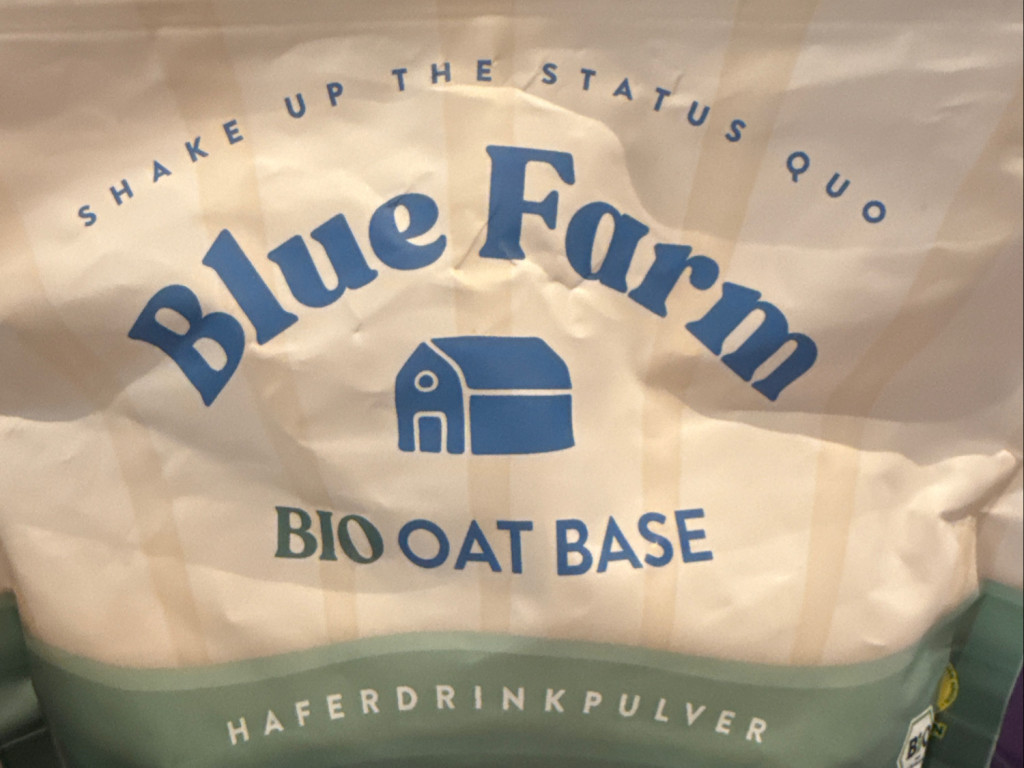 SHAKE UP THE STATUS QUO
Blue Farm
BIO OAT BASE
HAFERDRINKPULVER